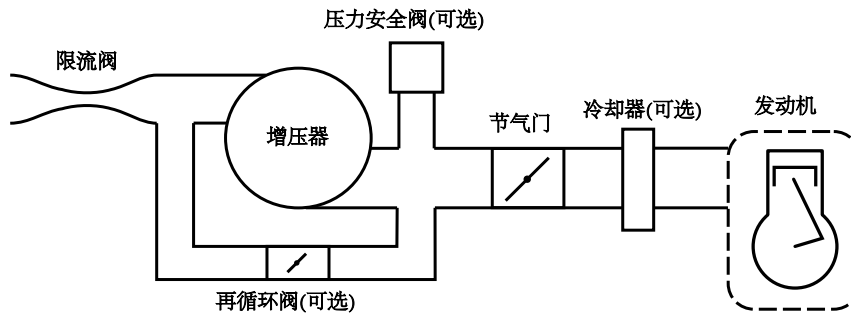 压力安全阀(可选)
限流阀
增压器
节气门
冷却器(可选)
发动机
再循环阀(可选)